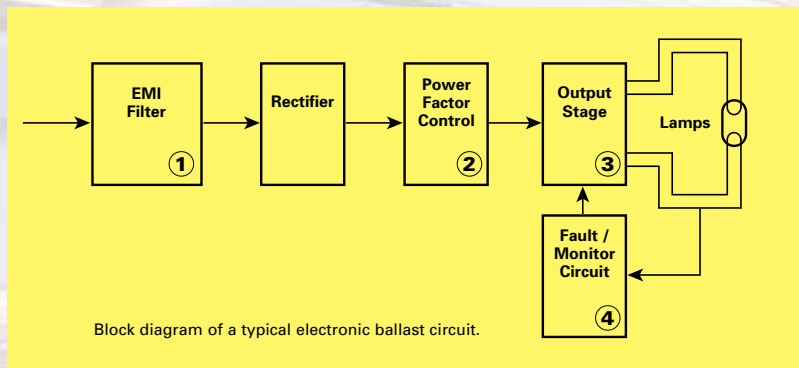 EMI
Filter
①
Rectifier
Power
Factor
Control
②
Output
Stage
③
Lamps
Fault /
Monitor
Circuit
④
Block diagram of a typical electronic ballast circuit.